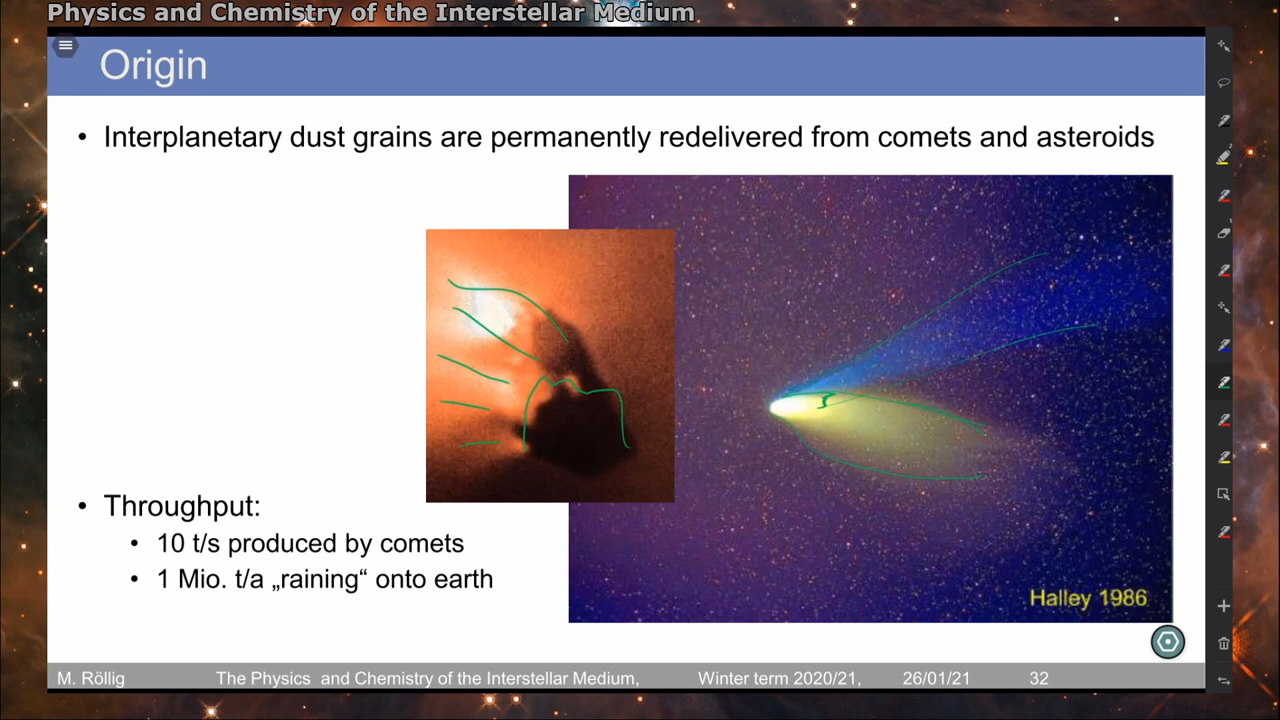 Physics and Chemistry of the Interstellar Medium
Origin
• Interplanetary dust grains are permanently redelivered from comets and asteroids
• Throughput:
• 10 t/s produced by comets
• 1 Mio. t/a „raining“ onto earth
Halley 1986
M. Röllig The Physics and Chemistry of the Interstellar Medium, Winter term 2020/21, 26/01/21 32